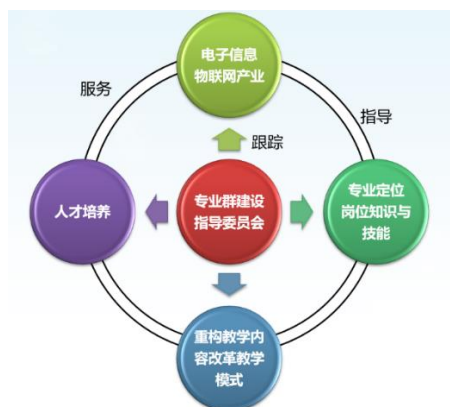 电子信息
物联网产业
服务
指导
跟踪
人才培养
专业群建设
指导委员会
专业定位
岗位知识与
技能
重构教学内
容改革教学
模式